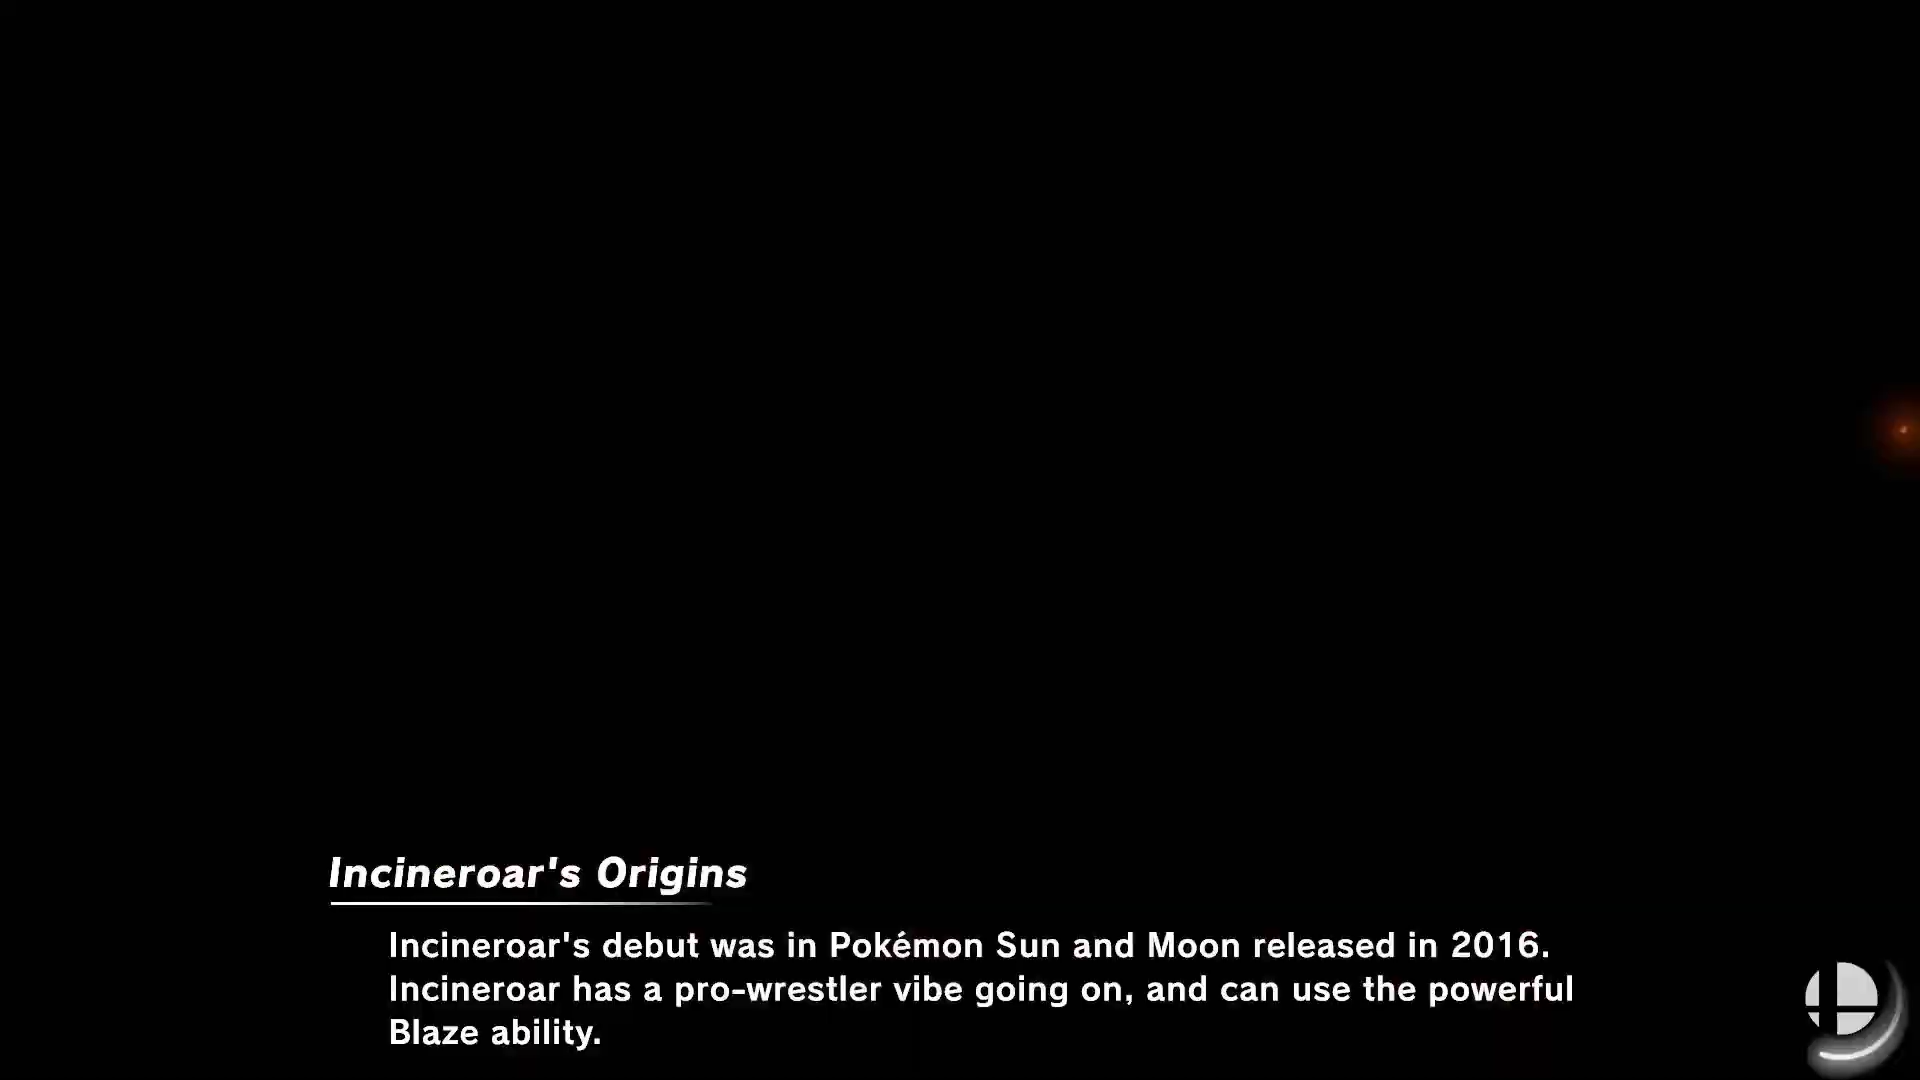 Incineroar's Origins
Incineroar's debut was in Pokémon Sun and Moon released in 2016.
Incineroar has a pro-wrestler vibe going on, and can use the powerful
Blaze ability.